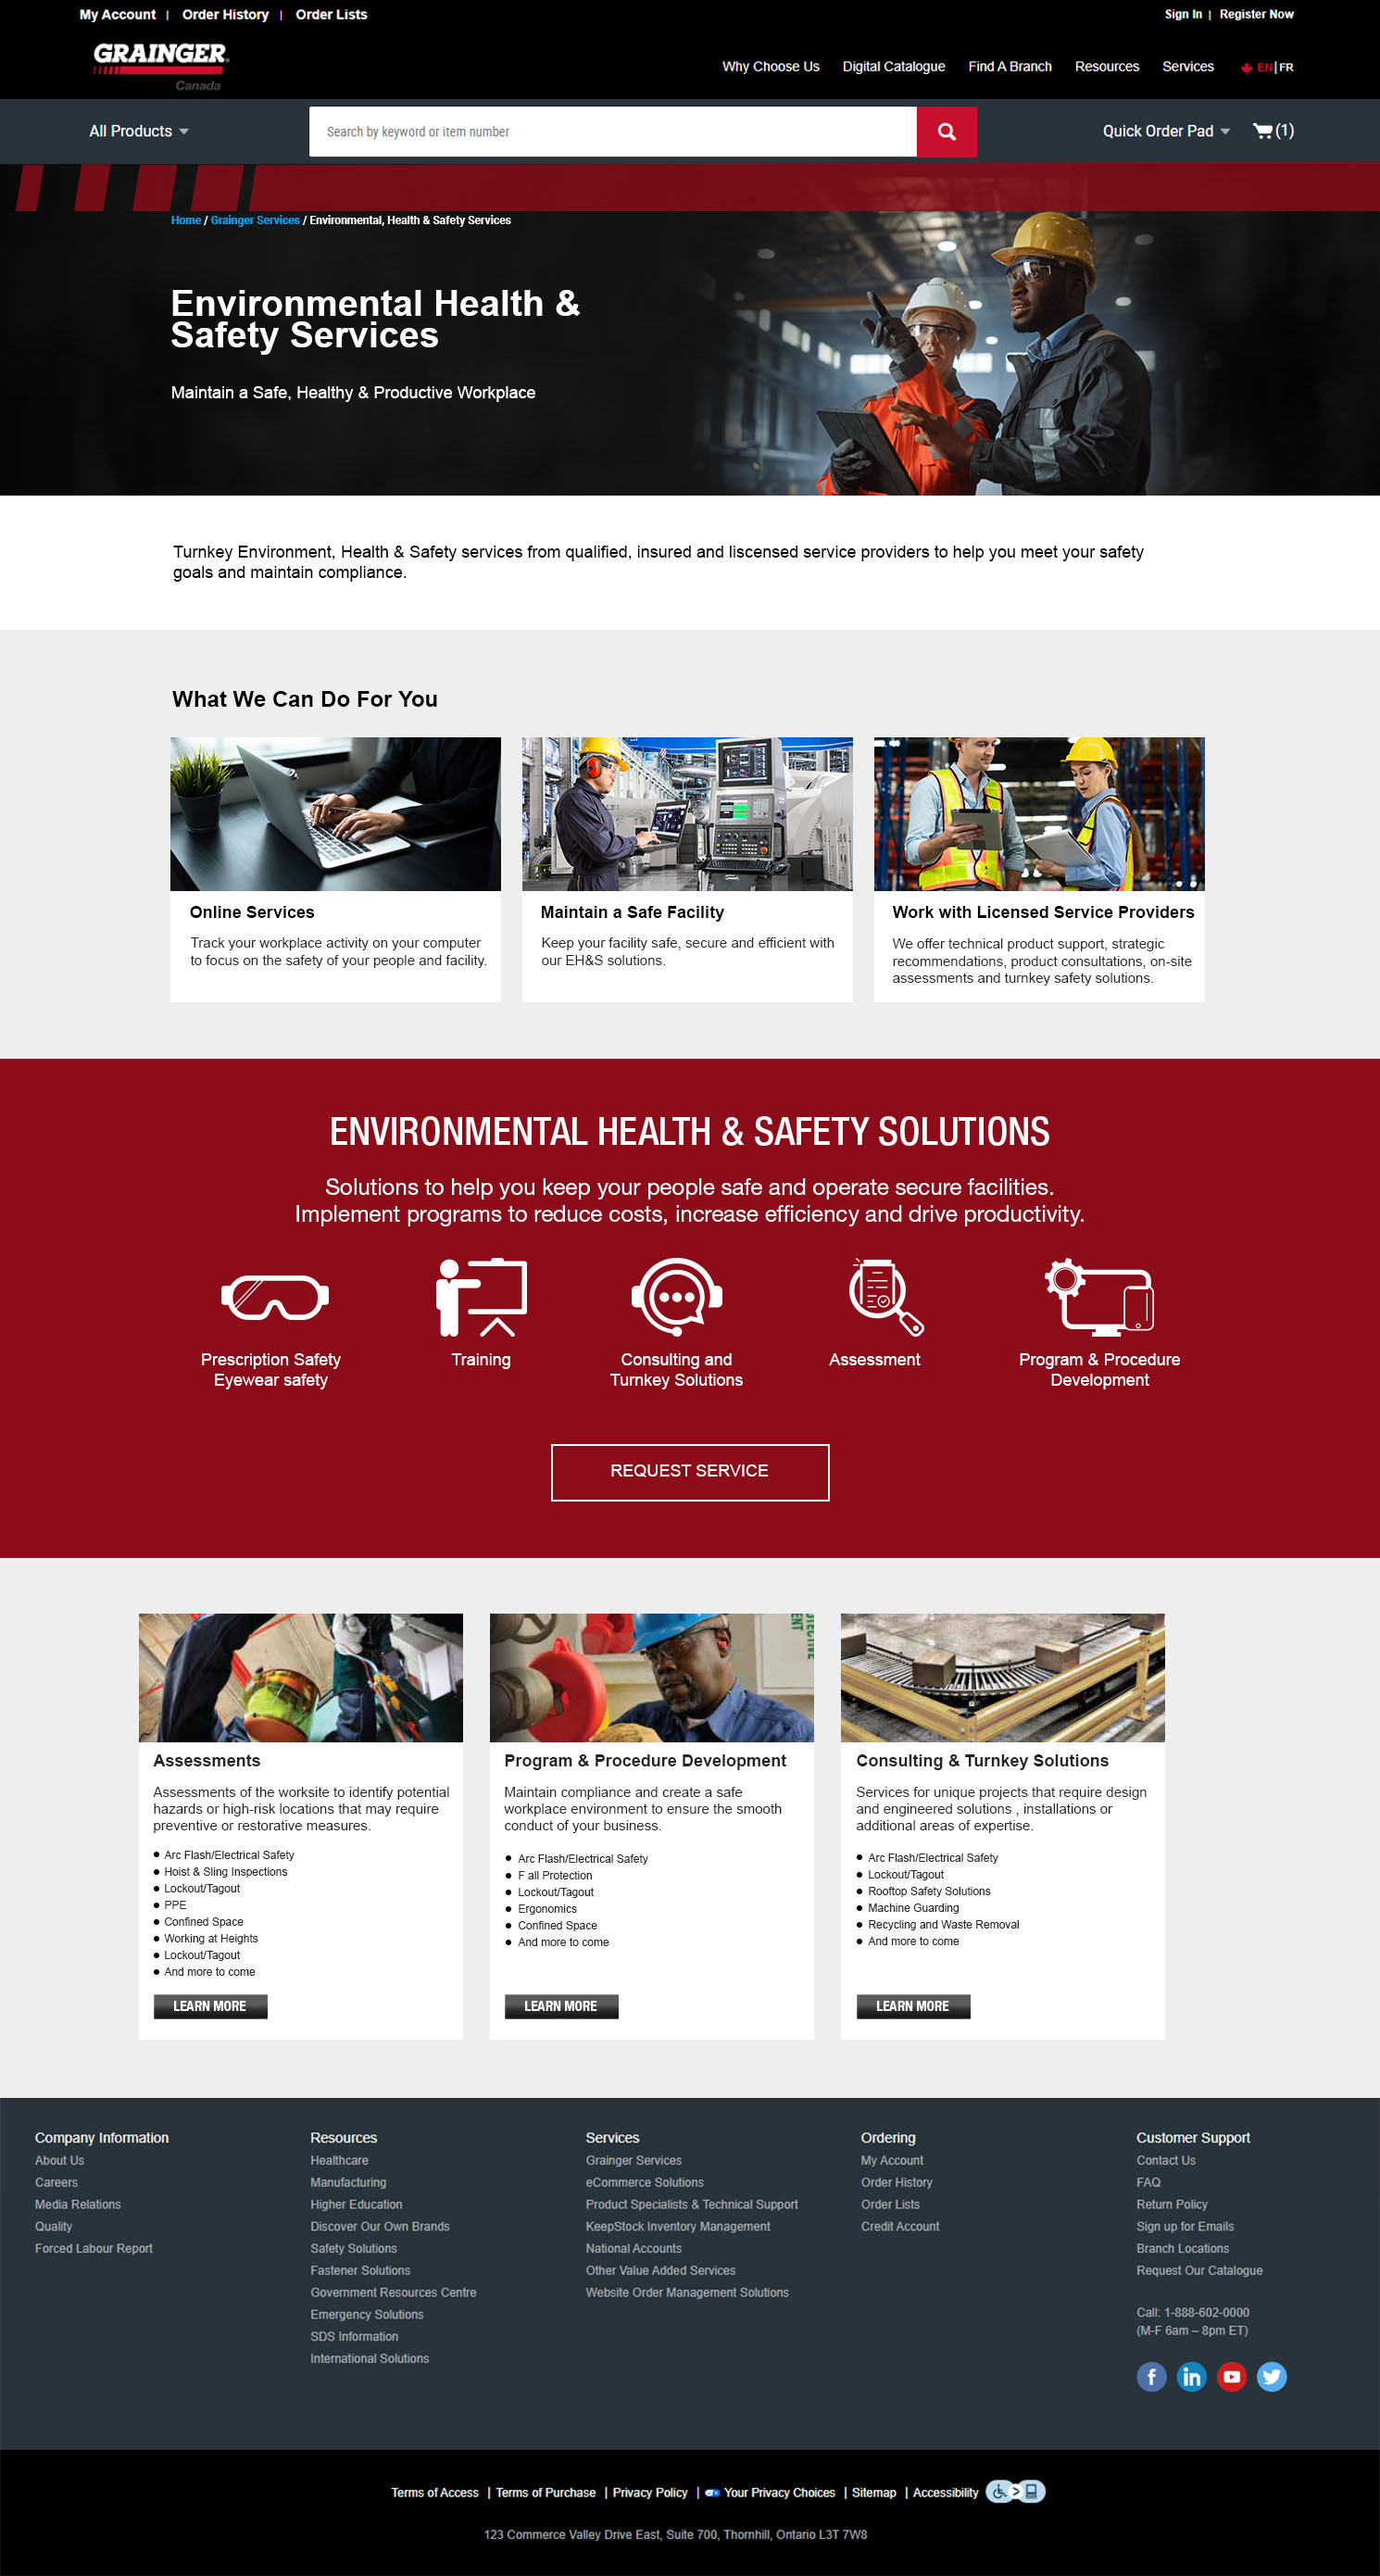 My Account | Order History | Order Lists
Sign In | Register Now
GRAINGER
Canada
Why Choose Us Digital Catalogue Find A Branch Resources Services EN|FR
All Products
Search by keyword or item number
Quick Order Pad (1)
Home / Grainger Services / Environmental, Health & Safety Services
Environmental Health &
Safety Services
Maintain a Safe, Healthy & Productive Workplace
Turnkey Environment, Health & Safety services from qualified, insured and liscensed service providers to help you meet your safety
goals and maintain compliance.
What We Can Do For You
Online Services
Track your workplace activity on your computer
to focus on the safety of your people and facility.
Maintain a Safe Facility
Keep your facility safe, secure and efficient with
our EH&S solutions.
Work with Licensed Service Providers
We offer technical product support, strategic
recommendations, product consultations, on-site
assessments and turnkey safety solutions.
ENVIRONMENTAL HEALTH & SAFETY SOLUTIONS
Solutions to help you keep your people safe and operate secure facilities.
Implement programs to reduce costs, increase efficiency and drive productivity.
Prescription Safety
Eyewear safety
Training
Consulting and
Turnkey Solutions
Assessment
Program & Procedure
Development
REQUEST SERVICE
Assessments
Assessments of the worksite to identify potential
hazards or high-risk locations that may require
preventive or restorative measures.
• Arc Flash/Electrical Safety
• Hoist & Sling Inspections
• Lockout/Tagout
• PPE
• Confined Space
• Working at Heights
• Lockout/Tagout
• And more to come
LEARN MORE
Program & Procedure Development
Maintain compliance and create a safe
workplace environment to ensure the smooth
conduct of your business.
• Arc Flash/Electrical Safety
• F all Protection
• Lockout/Tagout
• Ergonomics
• Confined Space
• And more to come
LEARN MORE
Consulting & Turnkey Solutions
Services for unique projects that require design
and engineered solutions , installations or
additional areas of expertise.
• Arc Flash/Electrical Safety
• Lockout/Tagout
• Rooftop Safety Solutions
• Machine Guarding
• Recycling and Waste Removal
• And more to come
LEARN MORE
Company Information
About Us
Careers
Media Relations
Quality
Forced Labour Report
Resources
Healthcare
Manufacturing
Higher Education
Discover Our Own Brands
Safety Solutions
Fastener Solutions
Government Resources Centre
Emergency Solutions
SDS Information
International Solutions
Services
Grainger Services
eCommerce Solutions
Product Specialists & Technical Support
KeepStock Inventory Management
National Accounts
Other Value Added Services
Website Order Management Solutions
Ordering
My Account
Order History
Order Lists
Credit Account
Customer Support
Contact Us
FAQ
Return Policy
Sign up for Emails
Branch Locations
Request Our Catalogue
Call: 1-888-602-0000
(M-F 6am – 8pm ET)
Terms of Access | Terms of Purchase | Privacy Policy | Your Privacy Choices | Sitemap | Accessibility
123 Commerce Valley Drive East, Suite 700, Thornhill, Ontario L3T 7W8